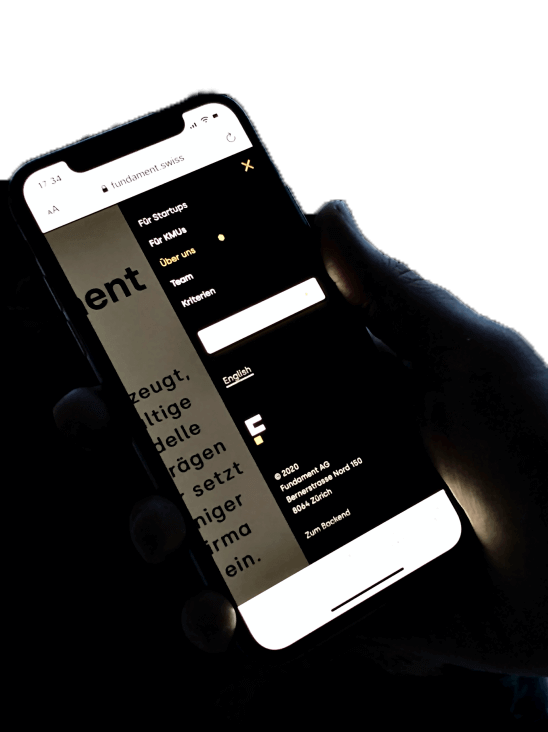 17:34
AA
fundament.swiss
Für Startups
Für KMUs
Über uns
Team
Kriterien
English
© 2020
Fundament AG
Bernerstrasse Nord 150
8064 Zürich
Zum Backend
ent
zeugt,
ltige
delle
rägen
setzt
niger
rma
ein.